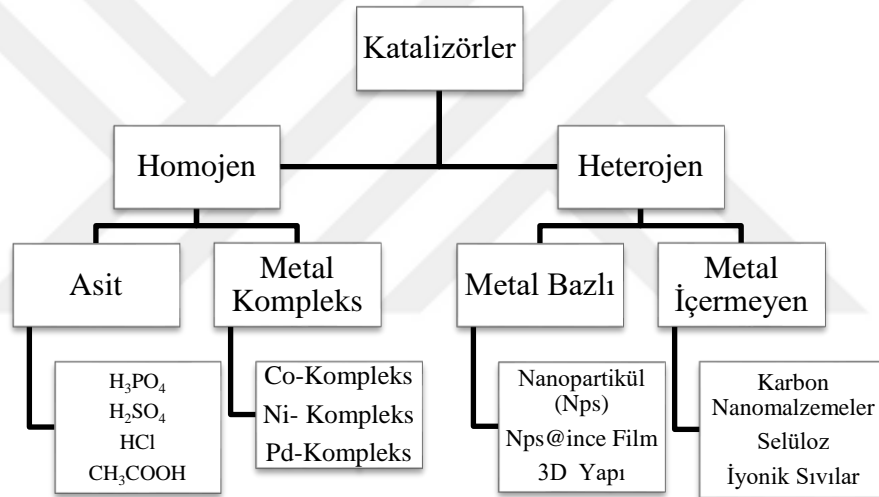 Katalizörler
Homojen
Heterojen
Asit
Metal
Kompleks
Metal Bazlı
Metal
İçermeyen
H₃PO₄
H₂SO₄
HCl
CH₃COOH
Co-Kompleks
Ni- Kompleks
Pd-Kompleks
Nanopartikül
(Nps)
Nps@ince Film
3D Yapı
Karbon
Nanomalzemeler
Selüloz
İyonik Sıvılar